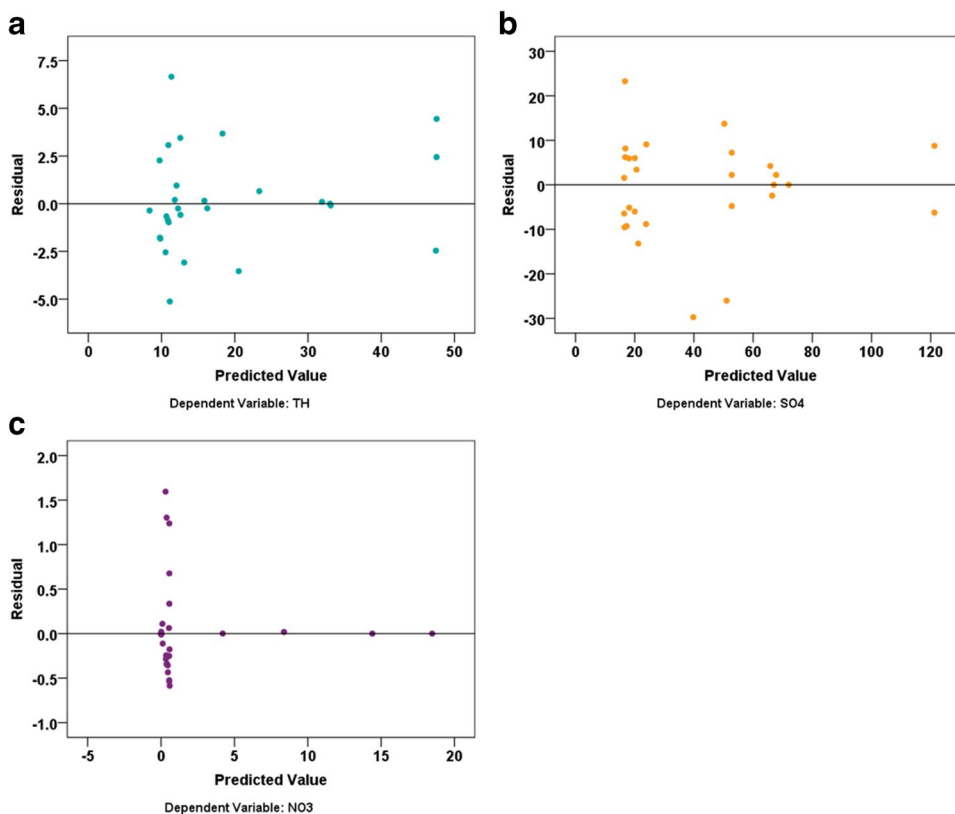 a
7.5
5.0
2.5
0.0
-2.5
-5.0
Residual
0 10 20 30 40 50
Predicted Value
Dependent Variable: TH
b
30
20
10
0
-10
-20
-30
Residual
0 20 40 60 80 100 120
Predicted Value
Dependent Variable: SO4
c
2.0
1.5
1.0
0.5
0.0
-0.5
-1.0
Residual
-5 0 5 10 15 20
Predicted Value
Dependent Variable: NO3